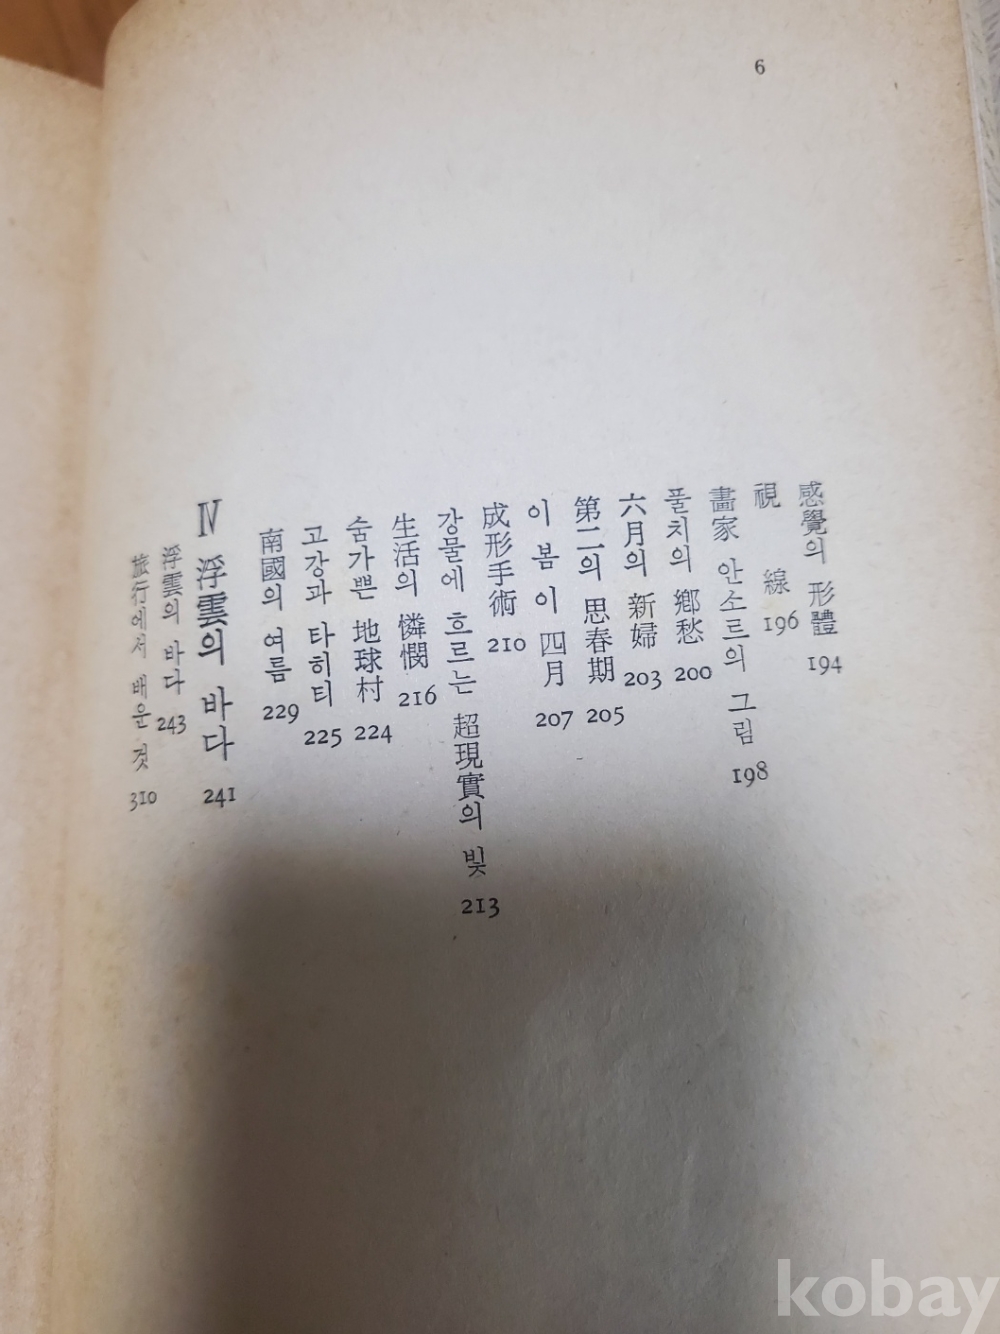 6
感覺의 形體 194
視線 196
畵家 안소르의 그림 198
풀치의 鄕愁 200
六月의 新婦 203
第二의 思春期 205
이 봄 이 四月 207
成形手術 210
강물에 흐르는 超現實의 빛 213
生活의 憐憫 216
숨가쁜 地球村 224
고강과 타히티 225
南國의 여름 229
Ⅳ 浮雲의 바다 241
浮雲의 바다 243
旅行에서 배운 것 310
kobay